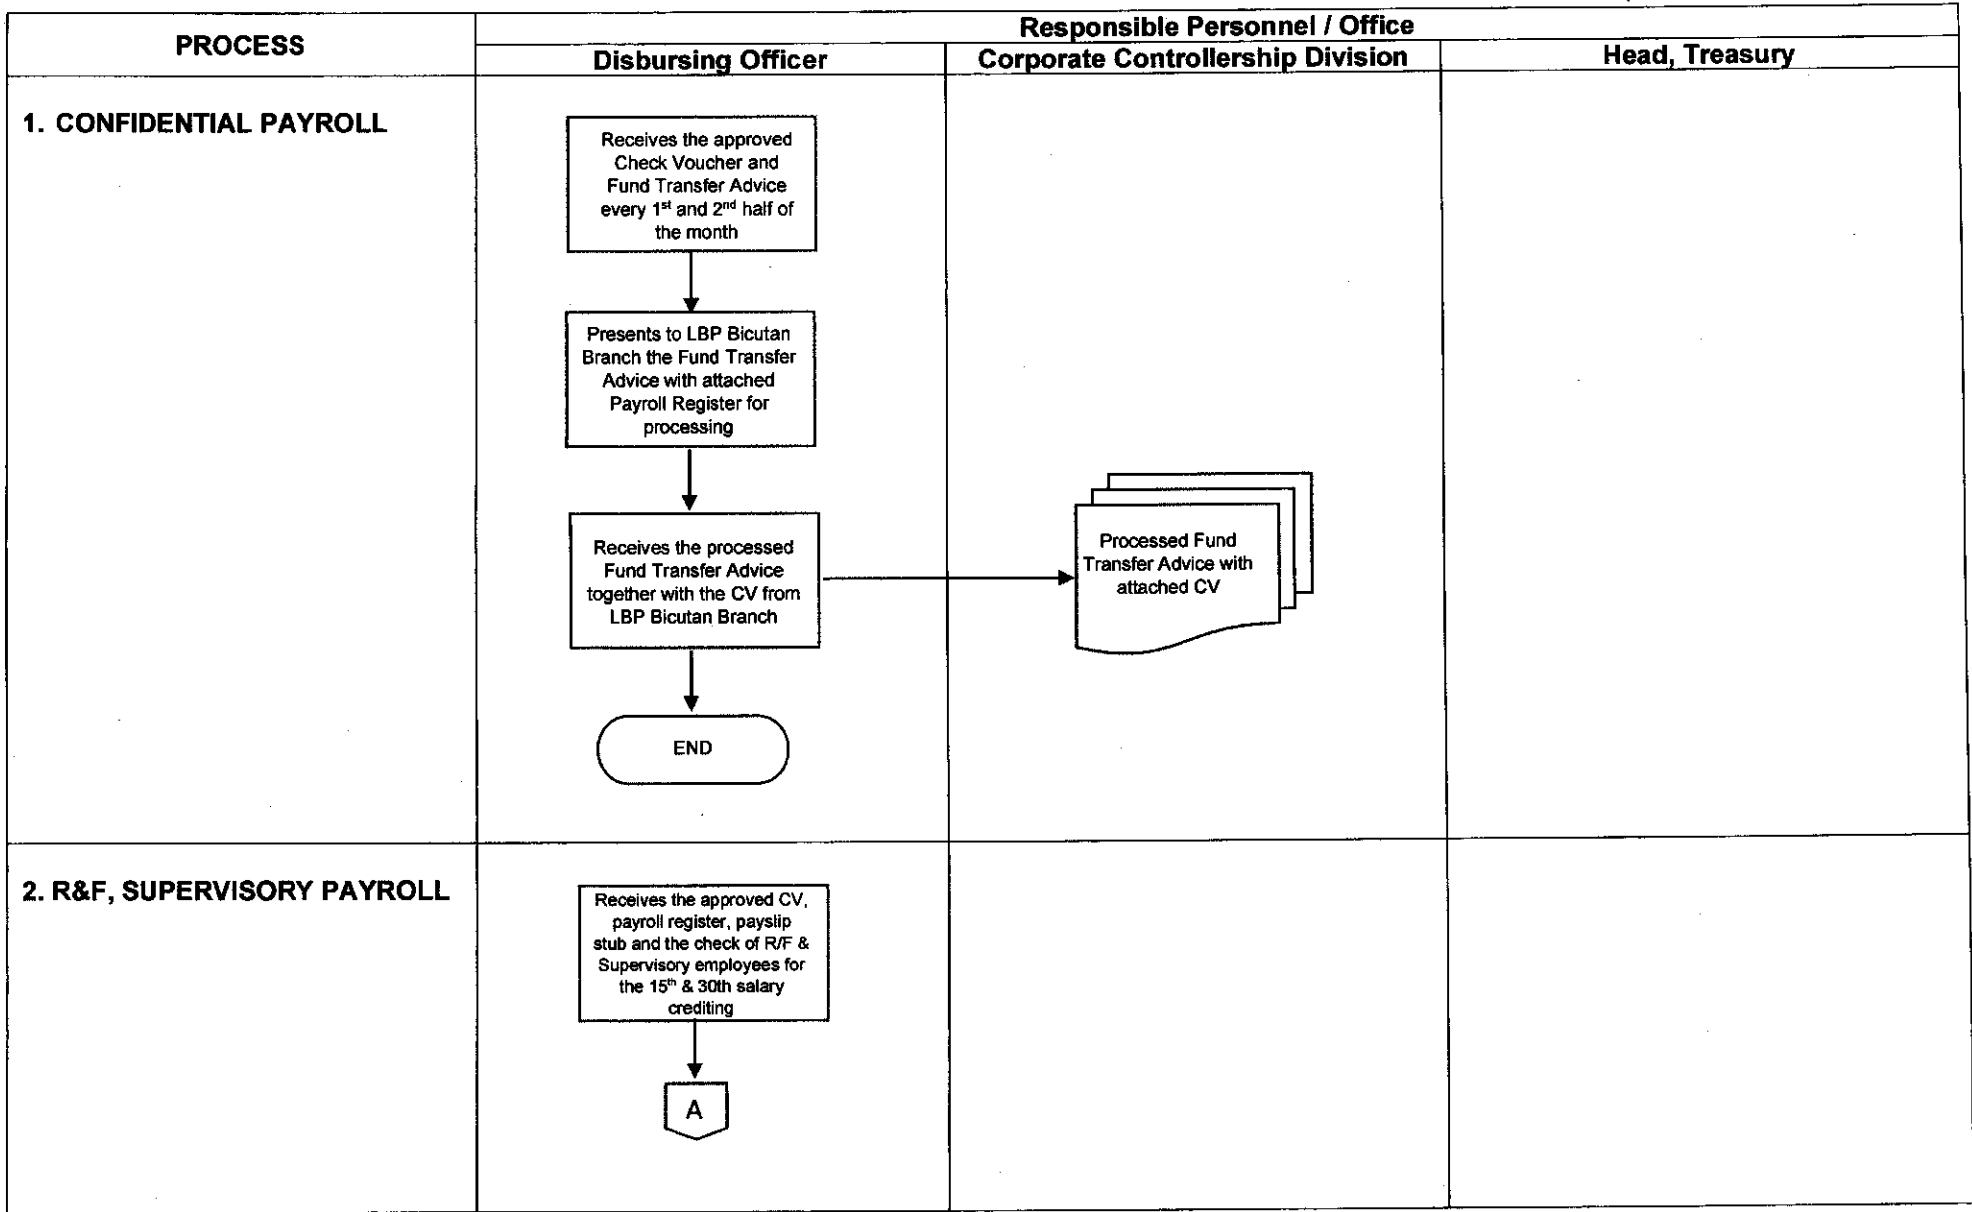 PROCESS
Responsible Personnel / Office
Disbursing Officer
Corporate Controllership Division
Head, Treasury
1. CONFIDENTIAL PAYROLL
Receives the approved
Check Voucher and
Fund Transfer Advice
every 1st and 2nd half of
the month
Presents to LBP Bicutan
Branch the Fund Transfer
Advice with attached
Payroll Register for
processing
Receives the processed
Fund Transfer Advice
together with the CV from
LBP Bicutan Branch
Processed Fund
Transfer Advice with
attached CV
END
2. R&F, SUPERVISORY PAYROLL
Receives the approved CV,
payroll register, payslip
stub and the check of R/F &
Supervisory employees for
the 15th & 30th salary
crediting
A